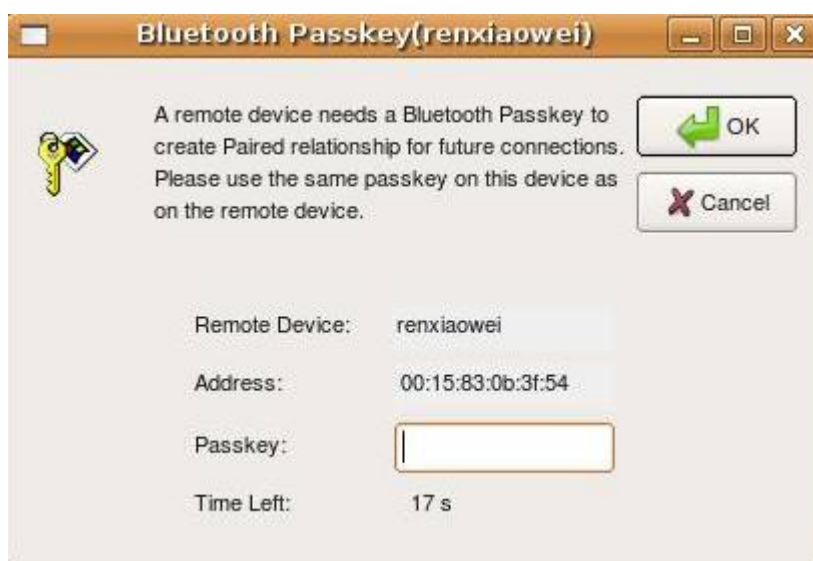 Bluetooth Passkey(renxiaowei)
A remote device needs a Bluetooth Passkey to
create Paired relationship for future connections.
Please use the same passkey on this device as
on the remote device.
OK
Cancel
Remote Device: renxiaowei
Address: 00:15:83:0b:3f:54
Passkey:
Time Left: 17 s